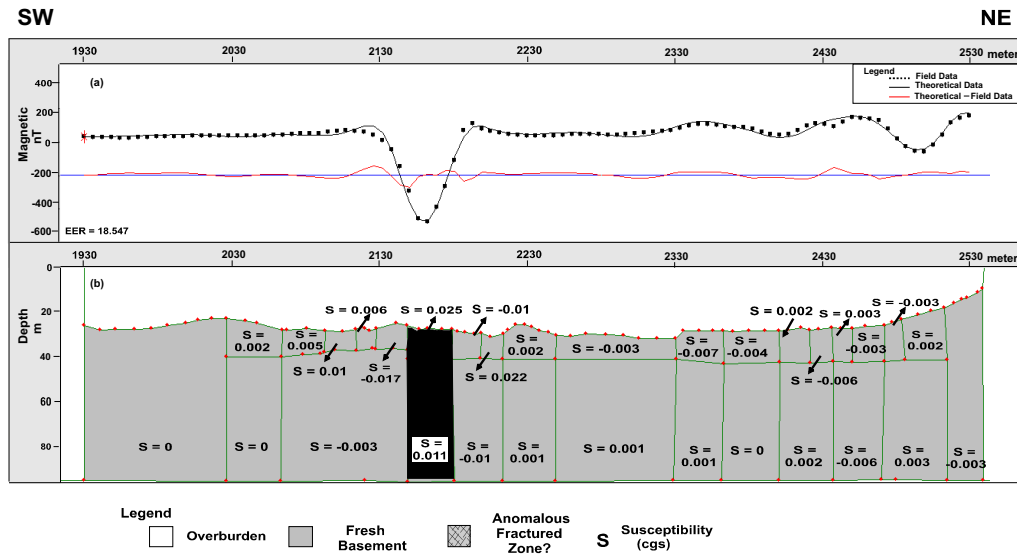 SW NE
1930 2030 2130 2230 2330 2430 2530 meter
(a)
Legend
Field Data
Theoretical Data
Theoretical – Field Data
Magnetic
nT
400
200
0
-200
-400
-600
EER = 18.547
1930 2030 2130 2230 2330 2430 2530 meter
(b)
Depth
m
0
20
40
60
80
S = 0.006 S = 0.025 S = -0.01 S = 0.002 S = 0.003 S = -0.003
S =
0.002
S =
0.005
S =
0.002
S = -0.003
S =
-0.007
S =
-0.004
S =
-0.003
S =
0.002
S = 0.01
S =
-0.017
S = 0.022
S = -0.006
S = 0
S = 0
S = -0.003
S =
0.011
S =
-0.01
S =
0.001
S = 0.001
S =
0.001
S = 0
S =
0.002
S =
-0.006
S =
0.003
S =
-0.003
Legend
Overburden
Fresh
Basement
Anomalous
Fractured
Zone?
S Susceptibility
(cgs)